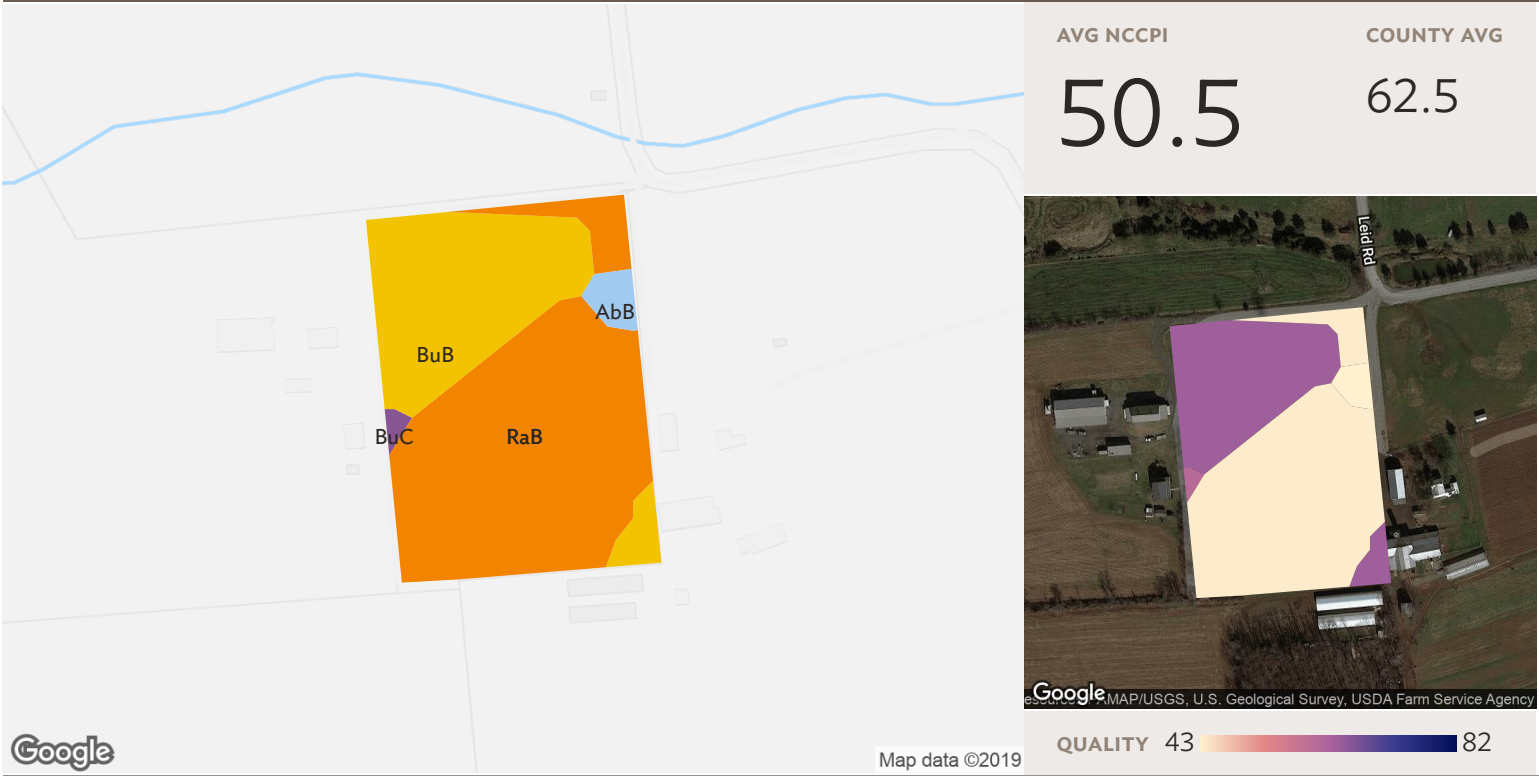 AVG NCCPI
COUNTY AVG
50.5
62.5
AbB
BuB
BuC
RaB
Google
Map data ©2019
Leid Rd
Google
AMAP/USGS, U.S. Geological Survey, USDA Farm Service Agency
QUALITY 43 82